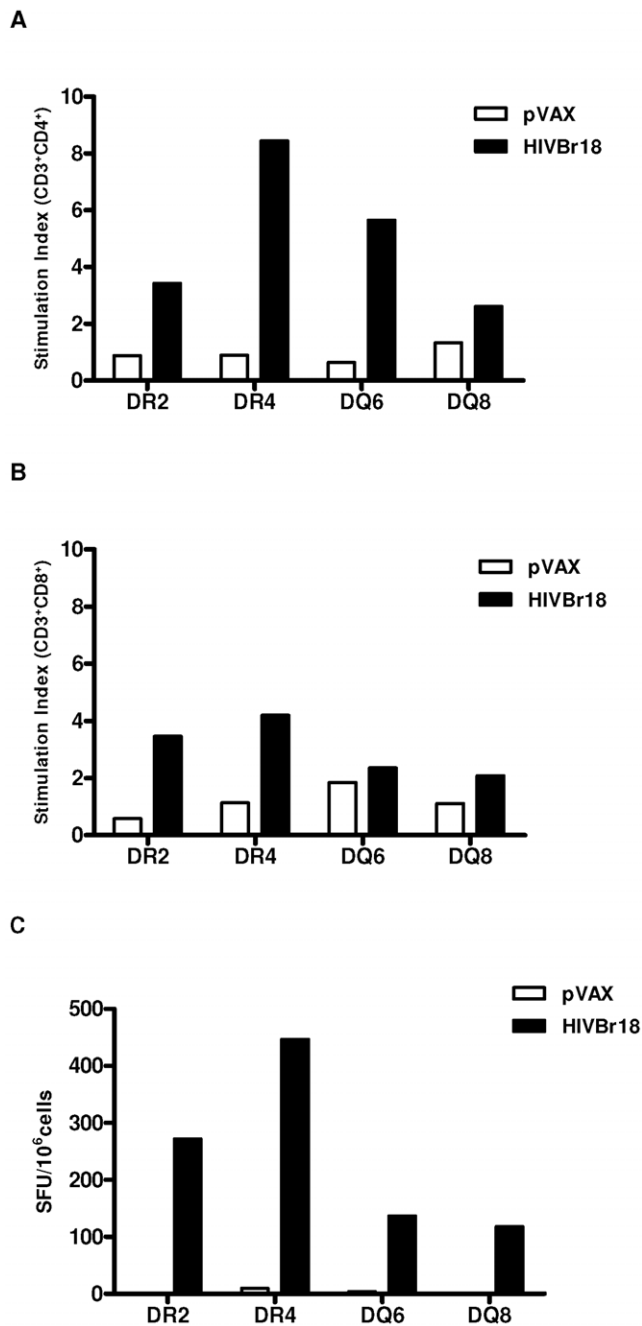 A
Stimulation Index (CD3⁺CD4⁺)
10
8
6
4
2
0
pVAX
HIVBr18
DR2 DR4 DQ6 DQ8
B
Stimulation Index (CD3⁺CD8⁺)
10
8
6
4
2
0
pVAX
HIVBr18
DR2 DR4 DQ6 DQ8
C
SFU/10⁶cells
500
400
300
200
100
0
pVAX
HIVBr18
DR2 DR4 DQ6 DQ8